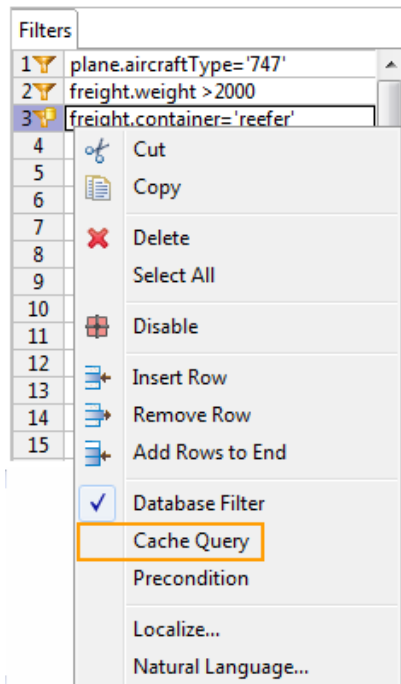 Filters
1 plane.aircraftType='747'
2 freight.weight >2000
3 freight.container='reefer'
4
5
6
7
8
9
10
11
12
13
14
15
Cut
Copy
Delete
Select All
Disable
Insert Row
Remove Row
Add Rows to End
Database Filter
Cache Query
Precondition
Localize...
Natural Language...